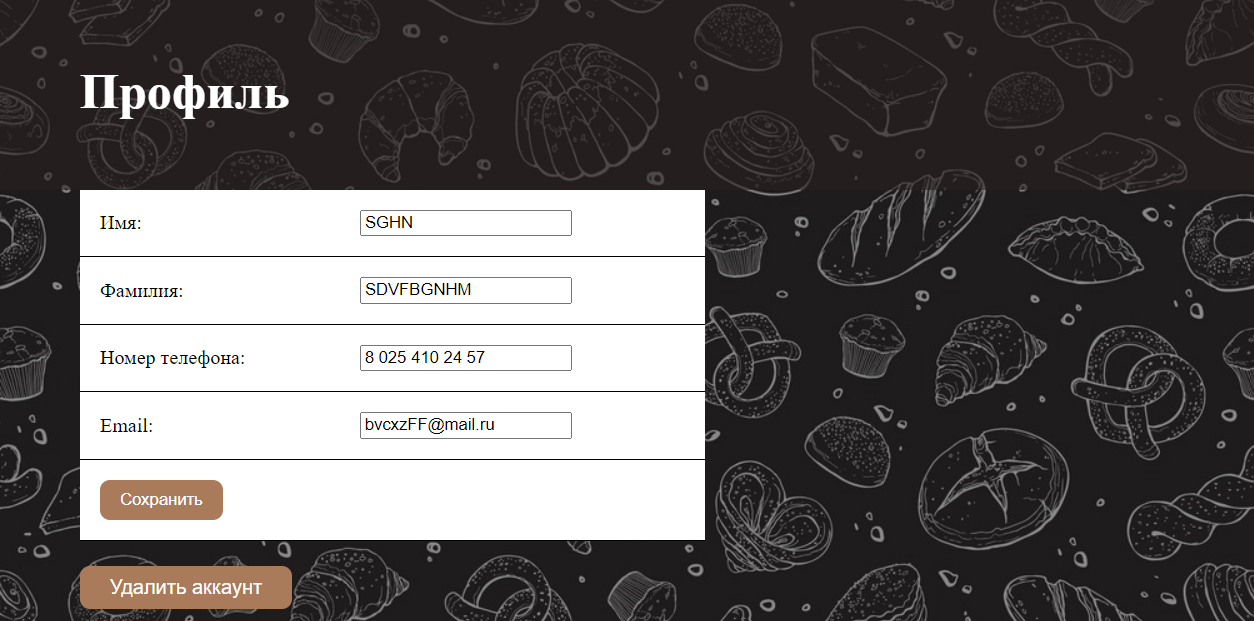 Профиль
Имя: SGHN
Фамилия: SDVFBGNHM
Номер телефона: 8 025 410 24 57
Email: bvcxzFF@mail.ru
Сохранить
Удалить аккаунт